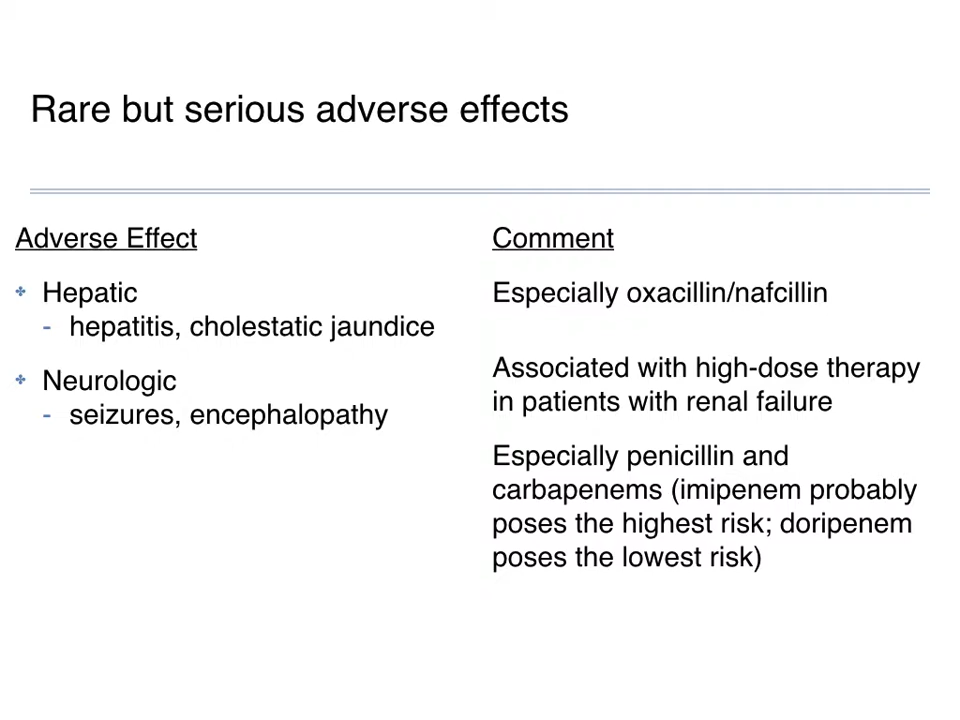 Rare but serious adverse effects
Adverse Effect
Hepatic
- hepatitis, cholestatic jaundice
Neurologic
- seizures, encephalopathy
Comment
Especially oxacillin/nafcillin
Associated with high-dose therapy
in patients with renal failure
Especially penicillin and
carbapenems (imipenem probably
poses the highest risk; doripenem
poses the lowest risk)